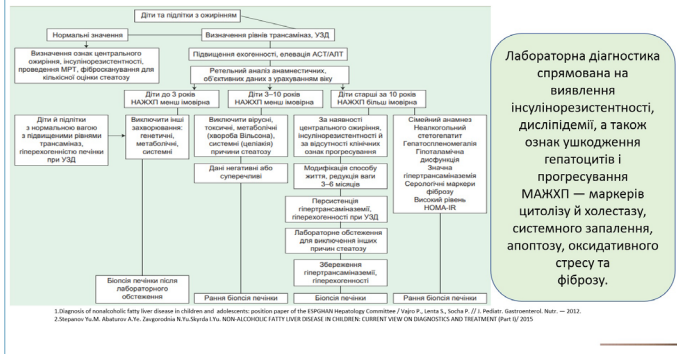 Діти та підлітки з ожирінням
Нормальні значення
Визначення рівнів трансаміназ, УЗД
Визначення ознак центрального
ожиріння, інсулінорезистентності,
проведення МРТ, фіброскануванння для
кількісної оцінки стеатозу
Підвищення ехогенності, елевація АСТ/АЛТ
Ретельний аналіз анамнестичних,
об'єктивних даних з урахуванням віку
Діти до 3 років
НАЖХП менш імовірна
Діти 3–10 років
НАЖХП менш імовірна
Діти старші за 10 років
НАЖХП більш імовірна
Діти й підлітки
з нормальною вагою
з підвищеними рівнями
трансаміназ,
гіперехогенністю печінки
при УЗД
Виключити інші
захворювання:
генетичні,
метаболічні,
системні
Виключити вірусні,
токсичні, метаболічні
(хвороба Вільсона),
системні (целіакія)
причини стеатозу
Дані негативні або
суперечливі
За наявності
центрального ожиріння,
інсулінорезистентності й
за відсутності клінічних
ознак прогресування
Модифікація способу
життя, редукція ваги
3–6 місяців
Персистенція
гіпертрансаміназемії,
гіперехогенності при УЗД
Лабораторне обстеження
для виключення інших
причин стеатозу
Збереження
гіпертрансаміназемії,
гіперехогенності
Сімейний анамнез
Неалкогольний
стетогепатит
Гепатоспленомегалія
Гіпоталамічна
дисфункція
Значна
гіпертрансаміназемія
Серологічні маркери
фіброзу
Високий рівень
HOMA-IR
Біопсія печінки після
лабораторного
обстеження
Рання біопсія печінки
Біопсія печінки
Рання біопсія печінки
Лабораторна діагностика
спрямована на
виявлення
інсулінорезистентності,
дисліпідемії, а також
ознак ушкодження
гепатоцитів і
прогресування
МАЖХП — маркерів
цитолізу й холестазу,
системного запалення,
апоптозу, оксидативного
стресу та
фіброзу.
1.Diagnosis of nonalcoholic fatty liver disease in children and adolescents: position paper of the ESPGHAN Hepatology Committee / Vajro P., Lenta S., Socha P. // J. Pediatr. Gastroenterol. Nutr. — 2012.
2.Stepanov Yu.M. Abaturov A.Ye. Zavgorodnia N.Yu.Skyrda I.Yu. NON-ALCOHOLIC FATTY LIVER DISEASE IN CHILDREN: CURRENT VIEW ON DIAGNOSTICS AND TREATMENT (Part I)/ 2015